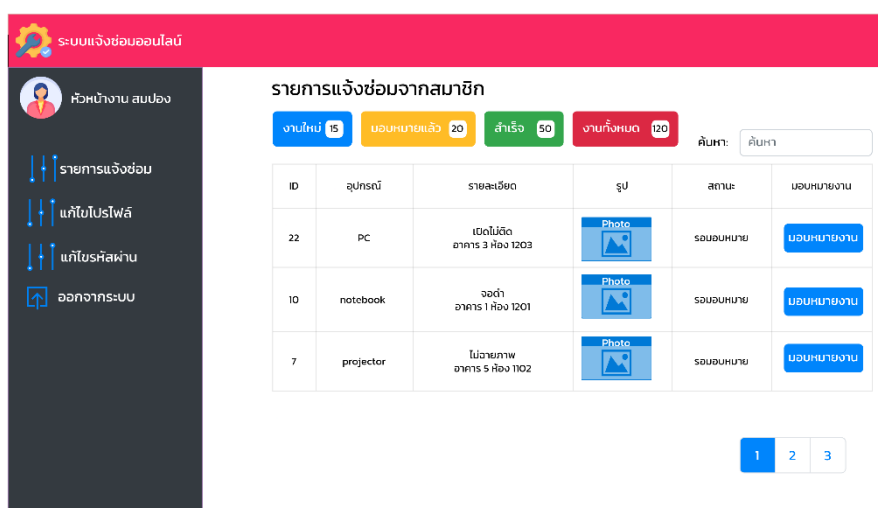 ระบบแจ้งซ่อมออนไลน์
หัวหน้างาน สมปอง
รายการแจ้งซ่อม
แก้ไขโปรไฟล์
แก้ไขรหัสผ่าน
ออกจากระบบ
รายการแจ้งซ่อมจากสมาชิก
งานใหม่ 15 มอบหมายแล้ว 20 สำเร็จ 50 งานทั้งหมด 120
ค้นหา: ค้นหา
ID อุปกรณ์ รายละเอียด รูป สถานะ มอบหมายงาน
22 PC เปิดไม่ติด Photo รอมอบหมาย มอบหมายงาน
อาคาร 3 ห้อง 1203
10 notebook จอดำ Photo รอมอบหมาย มอบหมายงาน
อาคาร 1 ห้อง 1201
7 projector ไม่ฉายภาพ Photo รอมอบหมาย มอบหมายงาน
อาคาร 5 ห้อง 1102
1 2 3